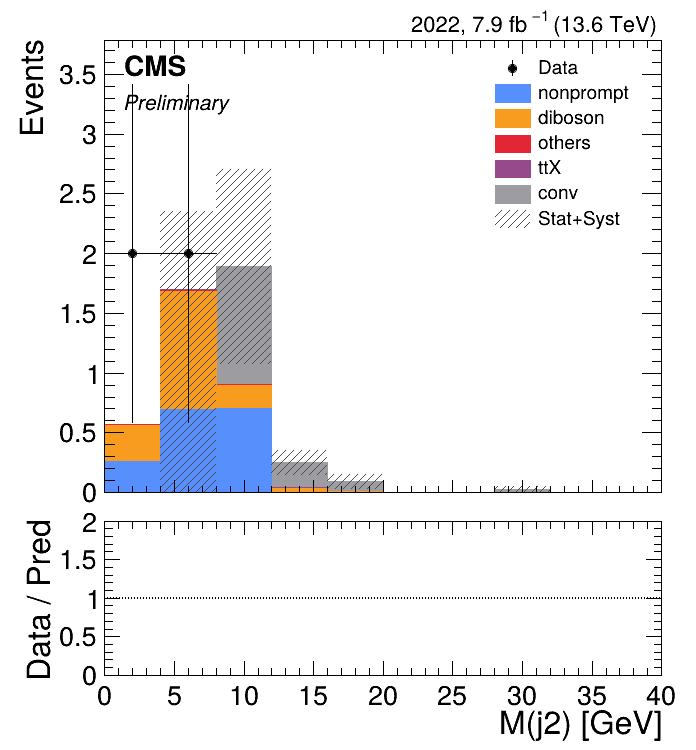 2022, 7.9 fb⁻¹ (13.6 TeV)
Events
CMS
Preliminary
Data
nonprompt
diboson
others
ttX
conv
Stat+Syst
3.5
3
2.5
2
1.5
1
0.5
0
Data / Pred
2
1.5
1
0.5
0
0 5 10 15 20 25 30 35 40
M(j2) [GeV]